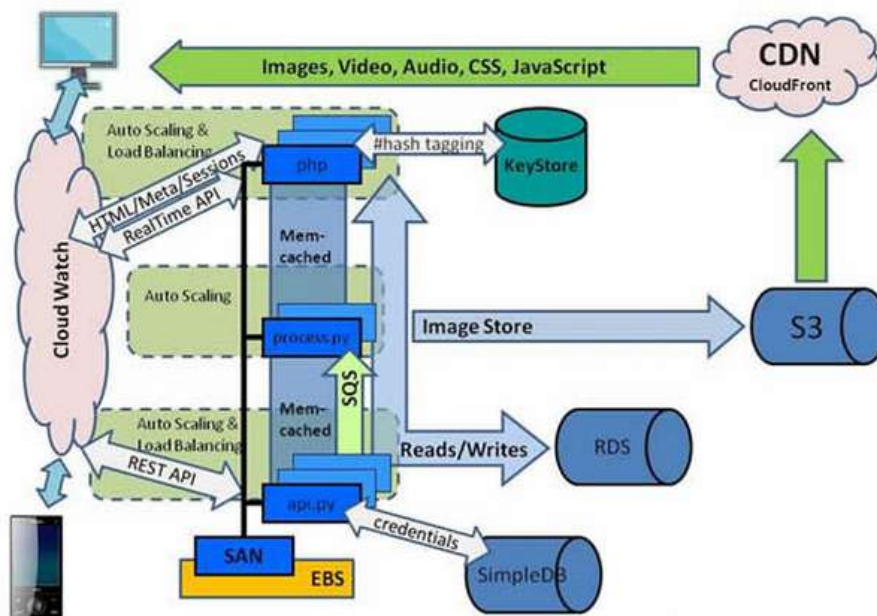 CDN
CloudFront
Images, Video, Audio, CSS, JavaScript
Auto Scaling &
Load Balancing
#hash tagging
KeyStore
php
HTML/Meta/Sessions
RealTime API
Mem-
cached
Cloud Watch
Auto Scaling
process.py
Image Store
S3
SQS
Mem-
cached
Auto Scaling &
Load Balancing
Reads/Writes
RDS
REST API
api.py
credentials
SimpleDB
SAN
EBS